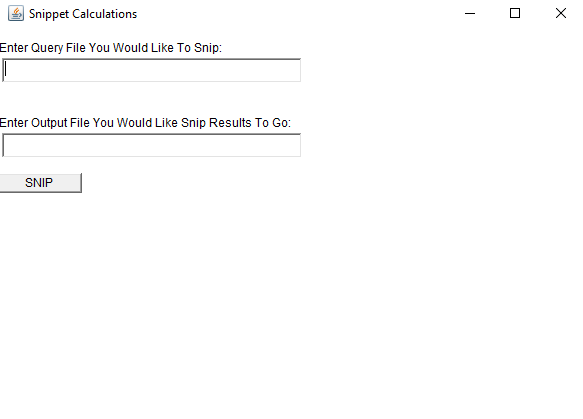 Snippet Calculations
Enter Query File You Would Like To Snip:
Enter Output File You Would Like Snip Results To Go:
SNIP